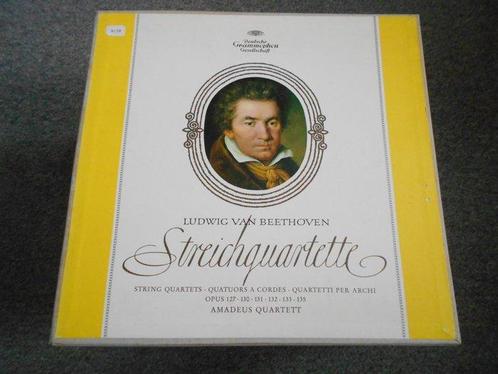 Deutsche
Grammophon
Gesellschaft
LUDWIG VAN BEETHOVEN
Streichquartette
STRING QUARTETS · QUATUORS A CORDES · QUARTETTI PER ARCHI
OPUS 127 · 130 · 131 · 132 · 133 · 135
AMADEUS QUARTETT